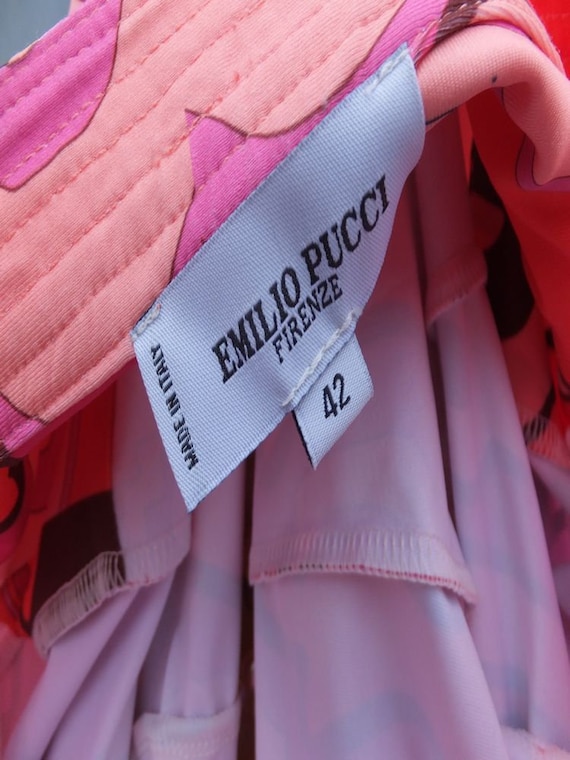 EMILIO PUCCI
FIRENZE
MADE IN ITALY
42